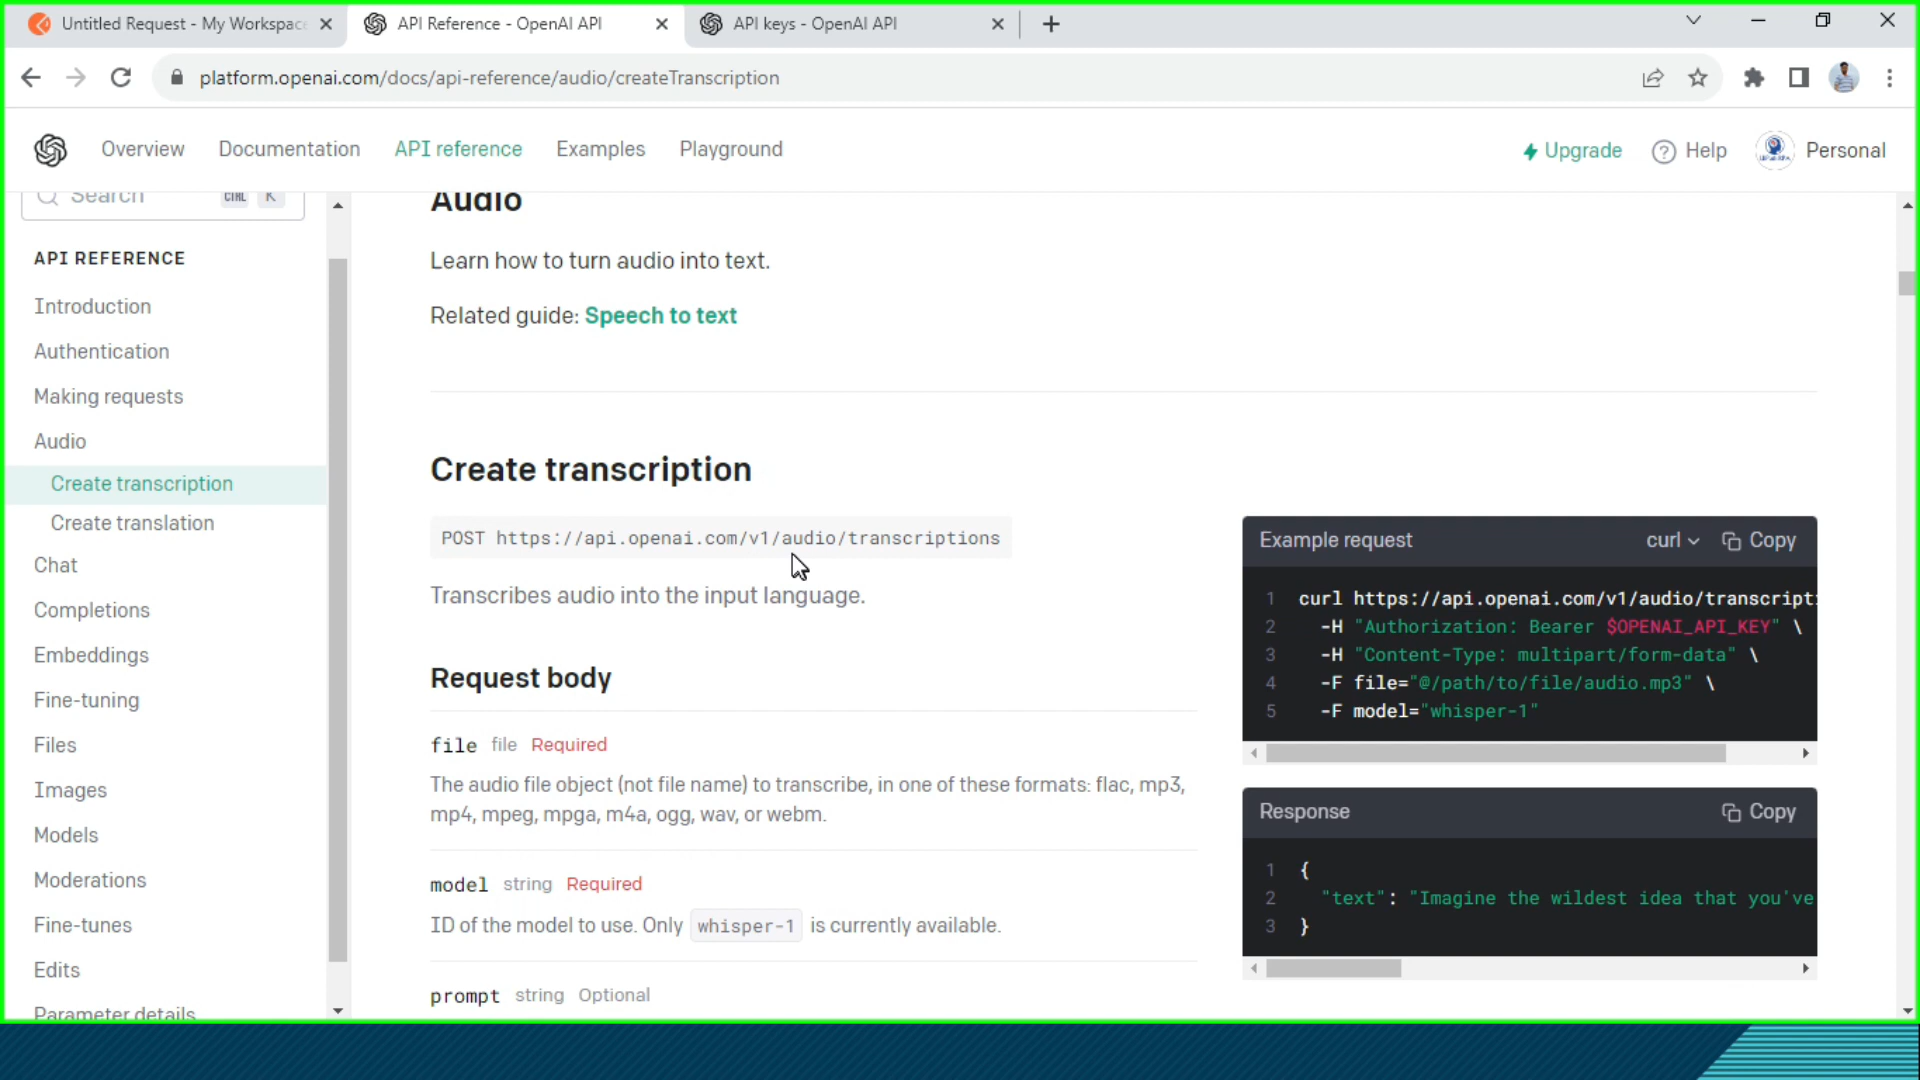 Untitled Request - My Workspac
API Reference - OpenAI API
API keys - OpenAI API
platform.openai.com/docs/api-reference/audio/createTranscription
Overview
Documentation
API reference
Examples
Playground
Upgrade
Help
Personal
Search
CTRL K
API REFERENCE
Introduction
Authentication
Making requests
Audio
Create transcription
Create translation
Chat
Completions
Embeddings
Fine-tuning
Files
Images
Models
Moderations
Fine-tunes
Edits
Parameter details
Audio
Learn how to turn audio into text.
Related guide: Speech to text
Create transcription
POST https://api.openai.com/v1/audio/transcriptions
Transcribes audio into the input language.
Request body
file file Required
The audio file object (not file name) to transcribe, in one of these formats: flac, mp3,
mp4, mpeg, mpga, m4a, ogg, wav, or webm.
model string Required
ID of the model to use. Only whisper-1 is currently available.
prompt string Optional
Example request
curl
Copy
1 curl https://api.openai.com/v1/audio/transcripti
2 -H "Authorization: Bearer $OPENAI_API_KEY" \
3 -H "Content-Type: multipart/form-data" \
4 -F file="@/path/to/file/audio.mp3" \
5 -F model="whisper-1"
Response
Copy
1 {
2 "text": "Imagine the wildest idea that you've
3 }